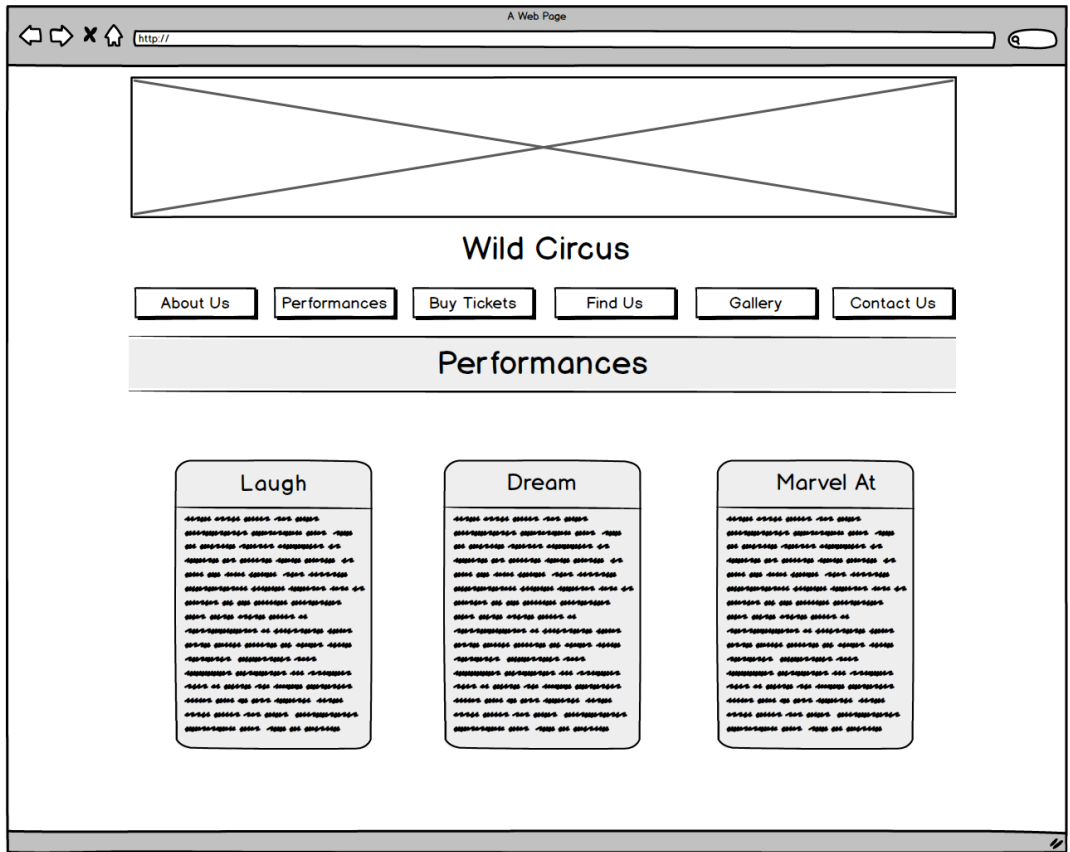 A Web Page
http://
Wild Circus
About Us Performances Buy Tickets Find Us Gallery Contact Us
Performances
Laugh Dream Marvel At